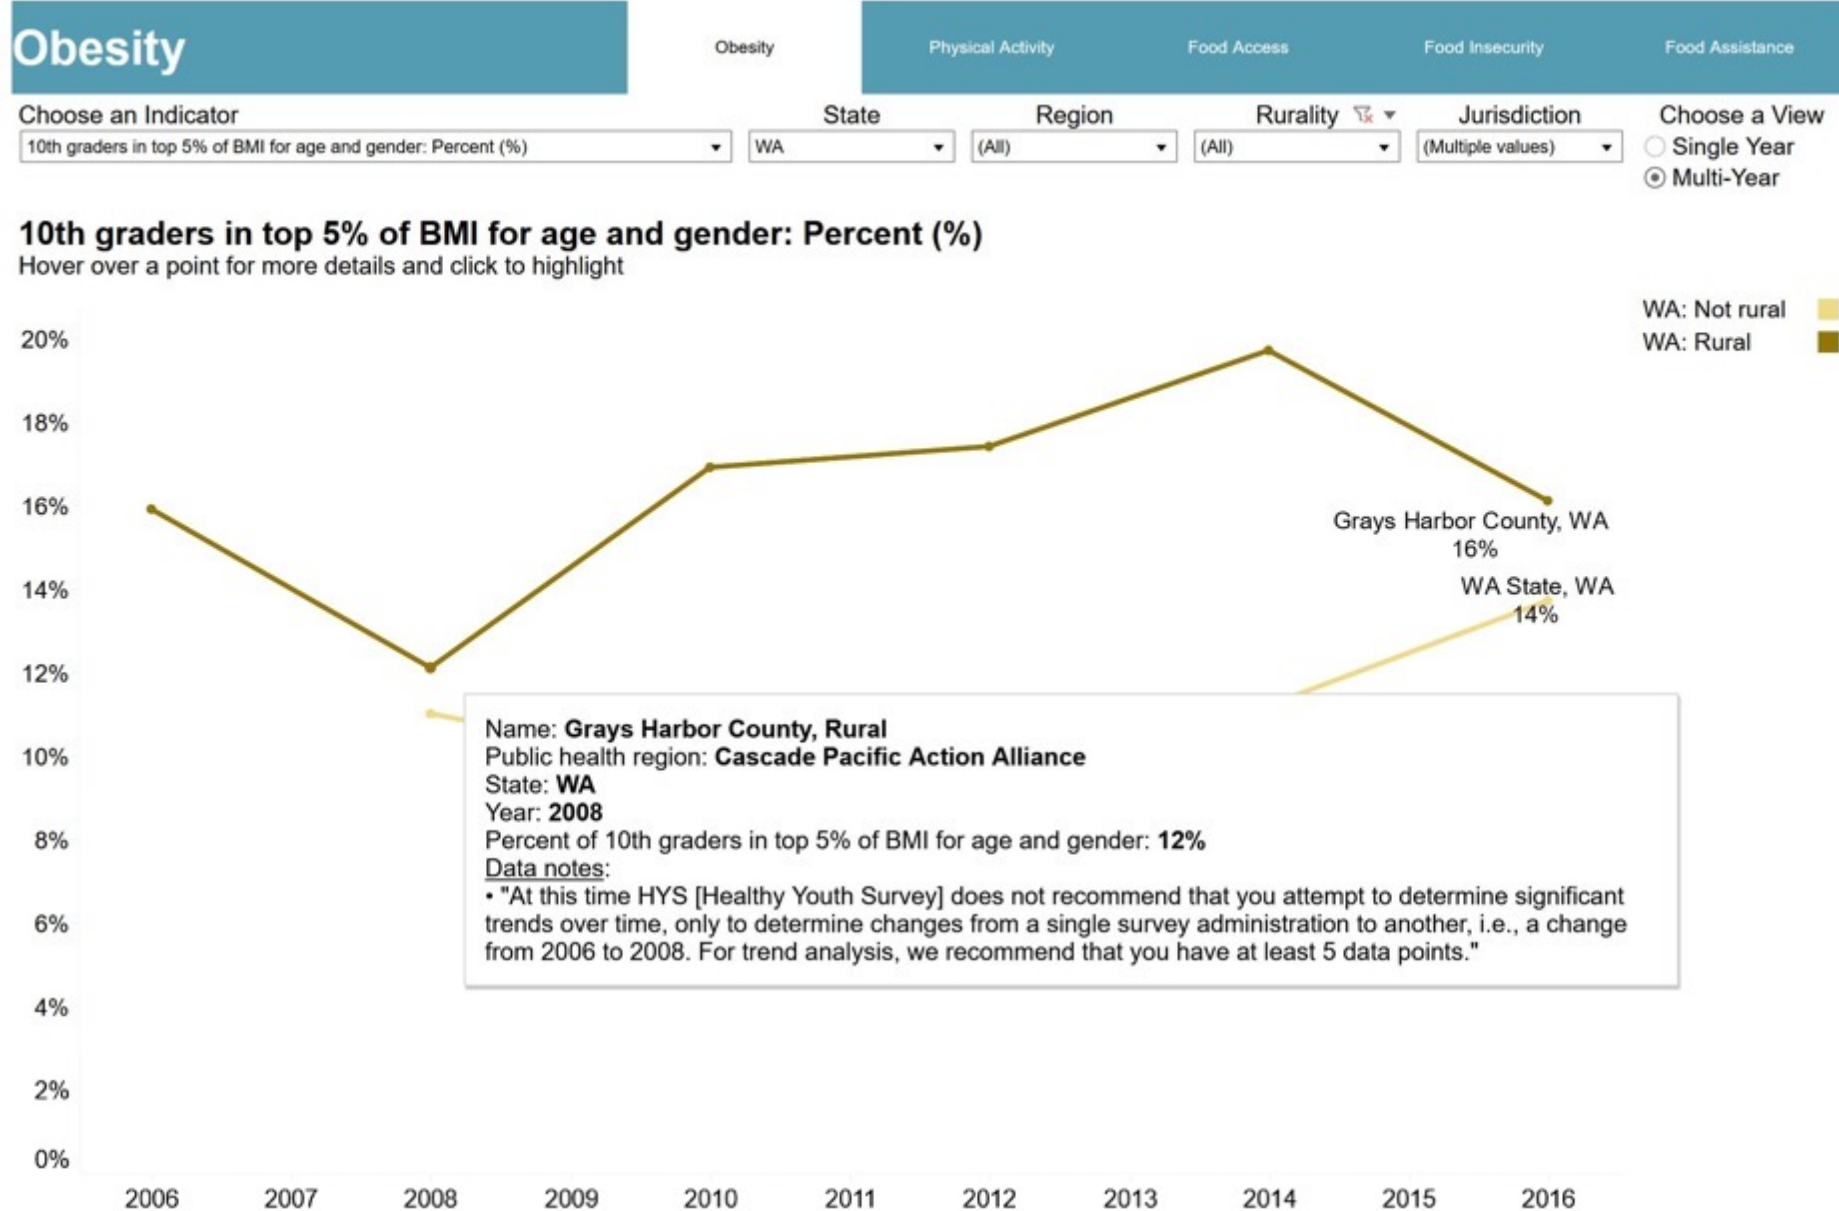 Obesity
Obesity
Physical Activity
Food Access
Food Insecurity
Food Assistance
Choose an Indicator
10th graders in top 5% of BMI for age and gender: Percent (%)
State
WA
Region
(All)
Rurality
(All)
Jurisdiction
(Multiple values)
Choose a View
Single Year
Multi-Year
10th graders in top 5% of BMI for age and gender: Percent (%)
Hover over a point for more details and click to highlight
WA: Not rural
WA: Rural
20%
18%
16%
14%
12%
10%
8%
6%
4%
2%
0%
Grays Harbor County, WA
16%
WA State, WA
14%
Name: Grays Harbor County, Rural
Public health region: Cascade Pacific Action Alliance
State: WA
Year: 2008
Percent of 10th graders in top 5% of BMI for age and gender: 12%
Data notes:
• "At this time HYS [Healthy Youth Survey] does not recommend that you attempt to determine significant
trends over time, only to determine changes from a single survey administration to another, i.e., a change
from 2006 to 2008. For trend analysis, we recommend that you have at least 5 data points."
2006
2007
2008
2009
2010
2011
2012
2013
2014
2015
2016